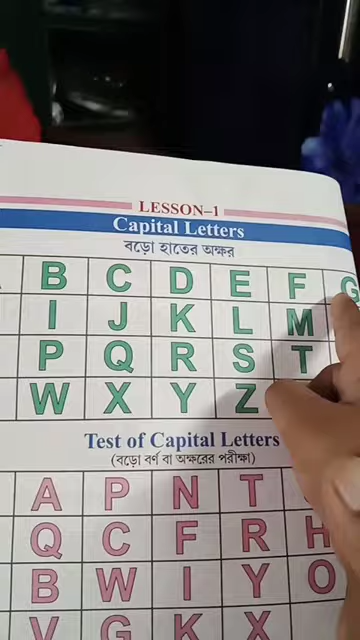 LESSON–1
Capital Letters
বড়ো হাতের অক্ষর
B C D E F G
I J K L M
P Q R S T
W X Y Z
Test of Capital Letters
(বড়ো বর্ণ বা অক্ষরের পরীক্ষা)
A P N T
Q C F R H
B W I Y O
V G K X